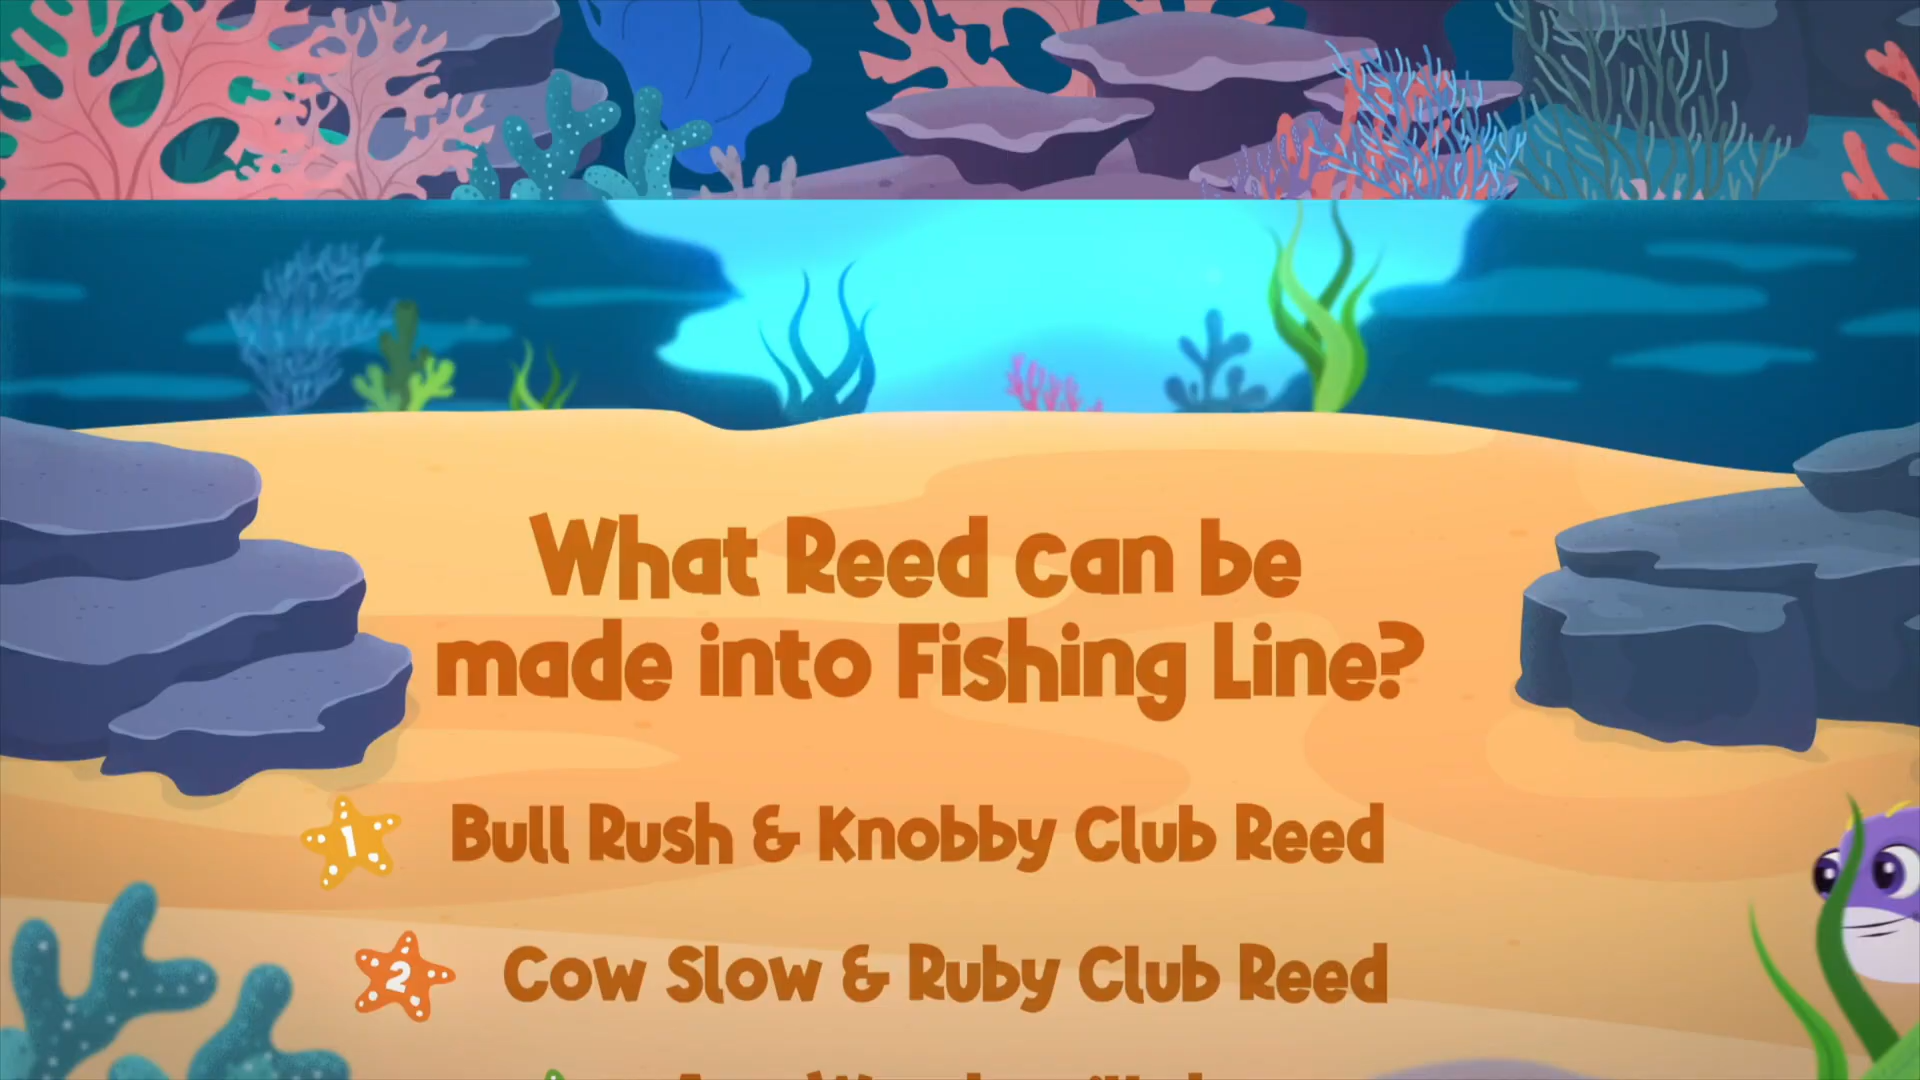 What Reed can be
made into Fishing Line?
1 Bull Rush & Knobby Club Reed
2 Cow Slow & Ruby Club Reed